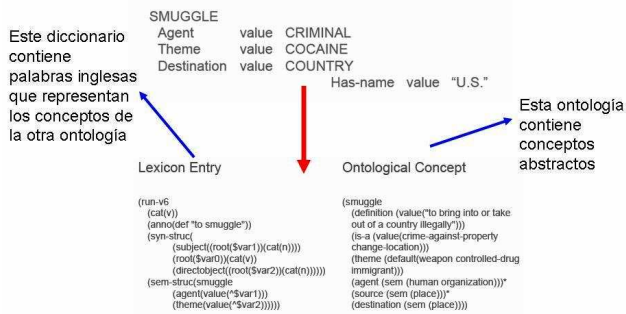 SMUGGLE
Agent value CRIMINAL
Theme value COCAINE
Destination value COUNTRY
Has-name value “U.S.”
Este diccionario
contiene
palabras inglesas
que representan
los conceptos de
la otra ontología
Esta ontología
contiene
conceptos
abstractos
Lexicon Entry
(run-v6
(cat(v))
(anno(def "to smuggle"))
(syn-struc(
(subject((root($var1))(cat(n))))
(root($var0))(cat(v))
(directobject((root($var2))(cat(n))))))
(sem-struc(smuggle
(agent(value(^$var1)))
(theme(value(^$var2))))))
Ontological Concept
(smuggle
(definition (value("to bring into or take
out of a country illegally")))
(is-a (value(crime-against-property
change-location)))
(theme (default(weapon controlled-drug
immigrant)))
(agent (sem (human organization)))*
(source (sem (place)))*
(destination (sem (place))))